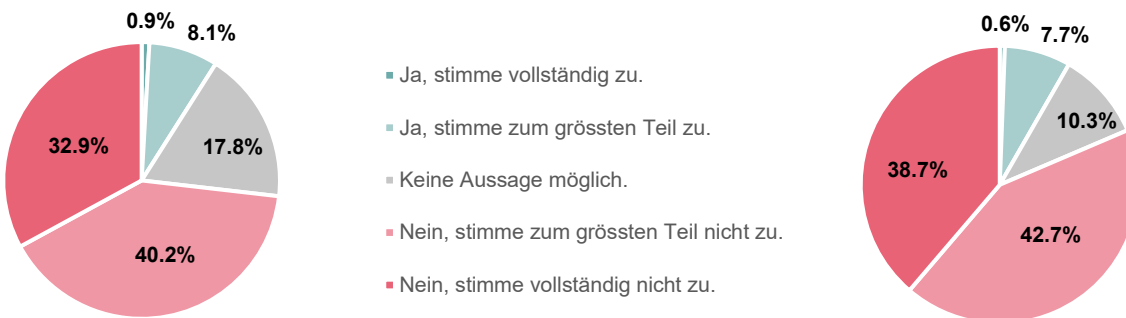 0.9%
8.1%
17.8%
40.2%
32.9%
Ja, stimme vollständig zu.
Ja, stimme zum grössten Teil zu.
Keine Aussage möglich.
Nein, stimme zum grössten Teil nicht zu.
Nein, stimme vollständig nicht zu.
0.6%
7.7%
10.3%
42.7%
38.7%